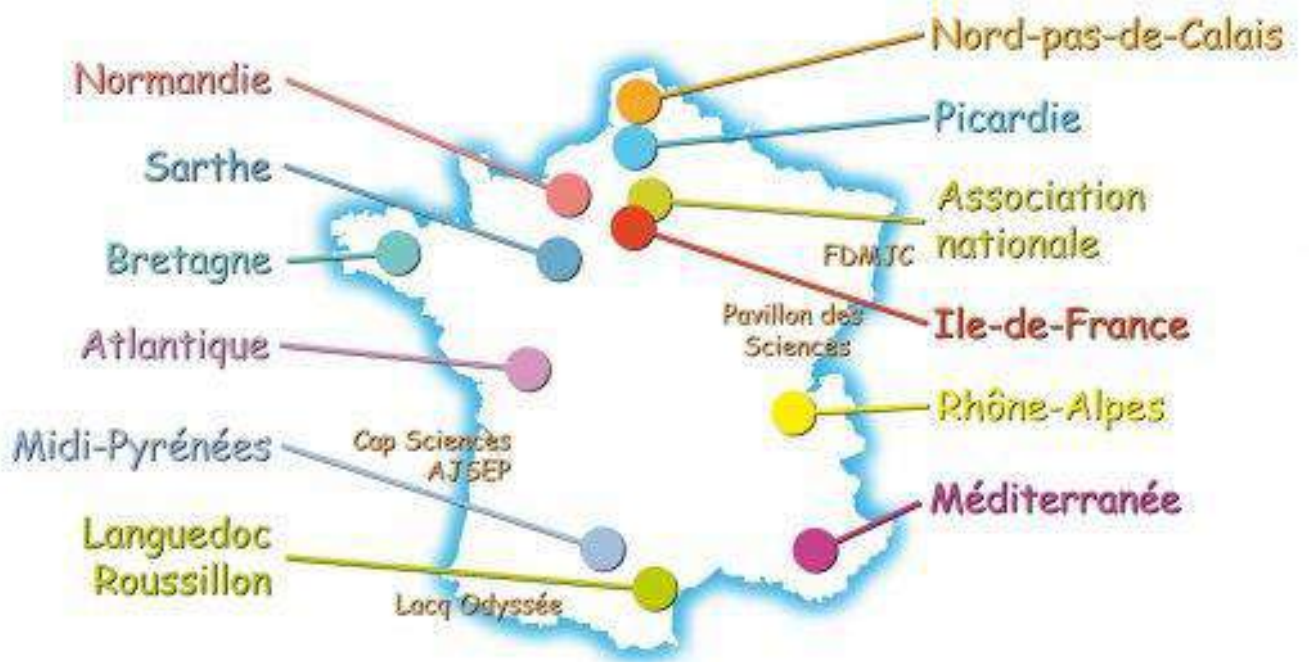 Nord-pas-de-Calais
Normandie
Picardie
Sarthe
Association
nationale
FDMJC
Bretagne
Pavillon des
Sciences
Ile-de-France
Atlantique
Rhône-Alpes
Midi-Pyrénées
Cap Sciences
AJSEP
Méditerranée
Languedoc
Roussillon
Lacq Odyssée